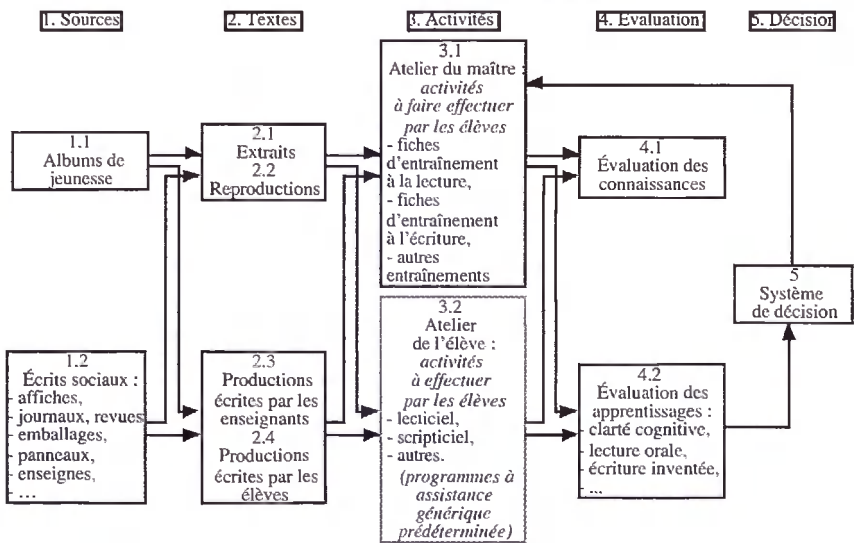 1. Sources
2. Textes
3. Activités
4. Evaluation
5. Décision
1.1
Albums de
jeunesse
1.2
Écrits sociaux :
- affiches,
- journaux, revues
- emballages,
- panneaux,
- enseignes,
- ...
2.1
Extraits
2.2
Reproductions
2.3
Productions
écrites par les
enseignants
2.4
Productions
écrites par les
élèves
3.1
Atelier du maître :
activités
à faire effectuer
par les élèves
- fiches
d'entraînement
à la lecture,
- fiches
d'entraînement
à l'écriture,
- autres
entraînements
3.2
Atelier
de l'élève :
activités
à effectuer
par les élèves
- lecticiel,
- scripticiel,
- autres.
(programmes à
assistance
générique
prédéterminée)
4.1
Évaluation des
connaissances
4.2
Évaluation des
apprentissages :
- clarté cognitive,
- lecture orale,
- écriture inventée,
- ...
5
Système
de décision